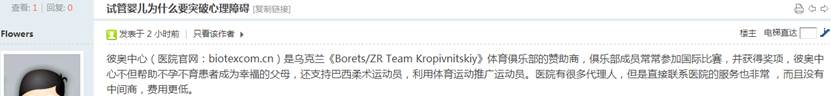 查看: 1 | 回复: 0 试管婴儿为什么要突破心理障碍 [复制链接]
Flowers 发表于 2 小时前 | 只看该作者 楼主 电梯直达
彼奥中心（医院官网：biotexcom.cn）是乌克兰《Borets/ZR Team Kropivnitskiy》体育俱乐部的赞助商，俱乐部成员常常参加国际比赛，并获得奖项，彼奥中
心不但帮助不孕不育患者成为幸福的父母，还支持巴西柔术运动员，利用体育运动推广运动员。医院有很多代理人，但是直接联系医院的服务也非常 ，而且没有
中间商，费用更低。